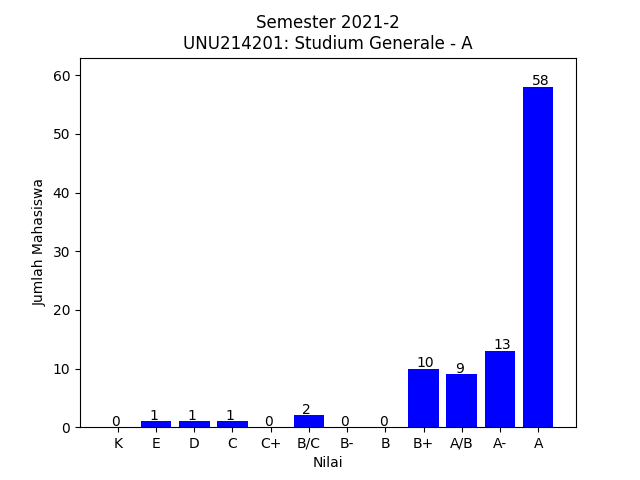 Semester 2021-2
UNU214201: Studium Generale - A
60
50
40
30
20
10
0
Jumlah Mahasiswa
0 1 1 1 0 2 0 0 10 9 13 58
K E D C C+ B/C B- B B+ A/B A- A
Nilai